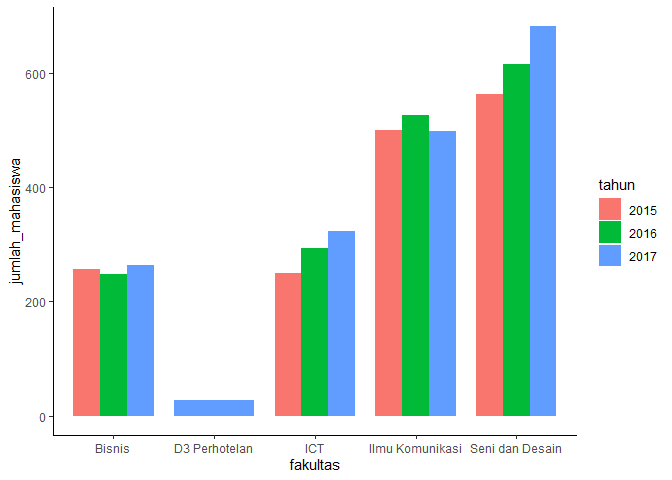 jumlah_mahasiswa
600
400
200
0
Bisnis
D3 Perhotelan
ICT
Ilmu Komunikasi
Seni dan Desain
fakultas
tahun
2015
2016
2017